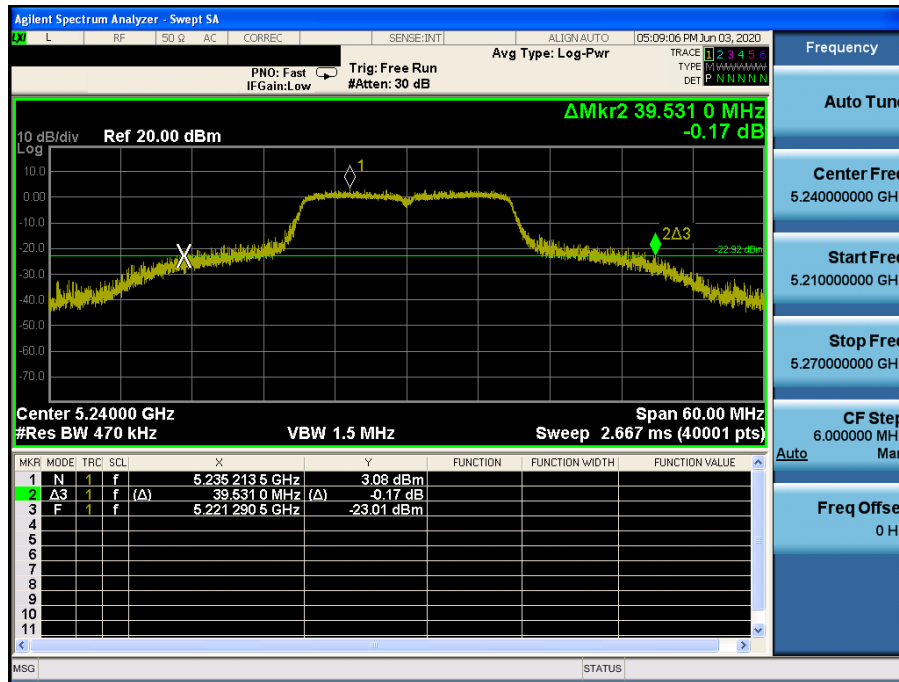 Agilent Spectrum Analyzer - Swept SA
LXI L RF 50 Ω AC CORREC SENSE:INT ALIGN AUTO 05:09:06 PM Jun 03, 2020
PNO: Fast
IFGain:Low
Trig: Free Run
#Atten: 30 dB
Avg Type: Log-Pwr
TRACE 1 2 3 4 5 6
TYPE M W W W W W
DET P N N N N N
ΔMkr2 39.531 0 MHz
-0.17 dB
10 dB/div Ref 20.00 dBm
Log
10.0
0.00
-10.0
-20.0
-30.0
-40.0
-50.0
-60.0
-70.0
1
X
2Δ3
-22.92 dBm
Center 5.24000 GHz Span 60.00 MHz
#Res BW 470 kHz VBW 1.5 MHz Sweep 2.667 ms (40001 pts)
MKR MODE TRC SCL X Y FUNCTION FUNCTION WIDTH FUNCTION VALUE
1 N 1 f 5.235 213 5 GHz 3.08 dBm
2 Δ3 1 f (Δ) 39.531 0 MHz (Δ) -0.17 dB
3 F 1 f 5.221 290 5 GHz -23.01 dBm
4
5
6
7
8
9
10
11
MSG STATUS
Frequency
Auto Tun
Center Fre
5.240000000 GH
Start Fre
5.210000000 GH
Stop Fre
5.270000000 GH
CF Step
6.000000 MH
Auto Ma
Freq Offse
0 H